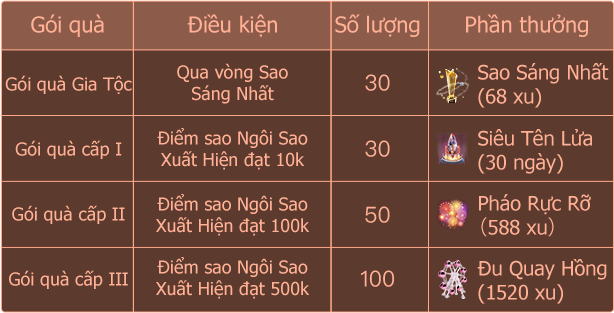 Gói quà Điều kiện Số lượng Phần thưởng
Gói quà Gia Tộc
Qua vòng Sao
Sáng Nhất
30
Sao Sáng Nhất
(68 xu)
Gói quà cấp I
Điểm sao Ngôi Sao
Xuất Hiện đạt 10k
30
Siêu Tên Lửa
(30 ngày)
Gói quà cấp II
Điểm sao Ngôi Sao
Xuất Hiện đạt 100k
50
Pháo Rực Rỡ
(588 xu)
Gói quà cấp III
Điểm sao Ngôi Sao
Xuất Hiện đạt 500k
100
Đu Quay Hồng
(1520 xu)